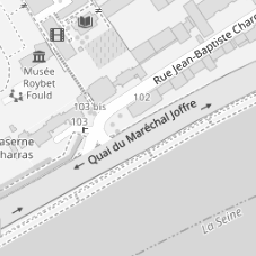 Musée
Roybet
Fould
Rue Jean-Baptiste Char
103 bis
102
103
Quai du Maréchal Joffre
aserne
harras
La Seine